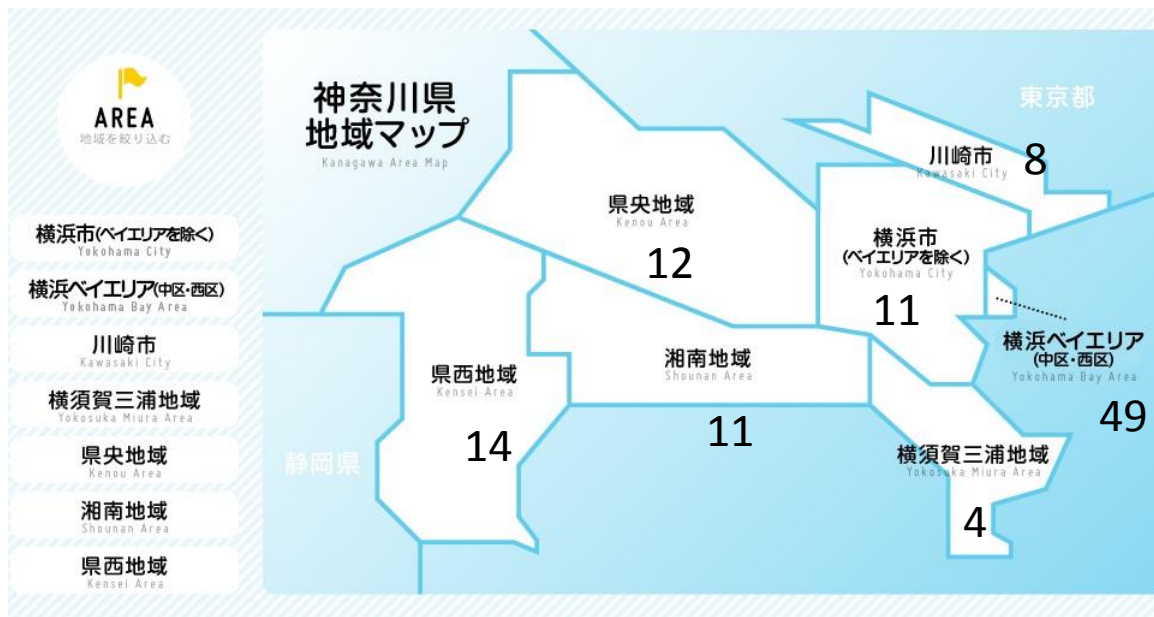 AREA
地域を絞り込む
横浜市(ベイエリアを除く)
Yokohama City
横浜ベイエリア(中区・西区)
Yokohama Bay Area
川崎市
Kawasaki City
横須賀三浦地域
Yokosuka Miura Area
県央地域
Kenou Area
湘南地域
Shounan Area
県西地域
Kensei Area
神奈川県
地域マップ
Kanagawa Area Map
東京都
川崎市
Kawasaki City
8
県央地域
Kenou Area
12
横浜市
(ベイエリアを除く)
Yokohama City
11
横浜ベイエリア
(中区・西区)
Yokohama Bay Area
49
湘南地域
Shounan Area
11
県西地域
Kensei Area
14
静岡県
横須賀三浦地域
Yokosuka Miura Area
4